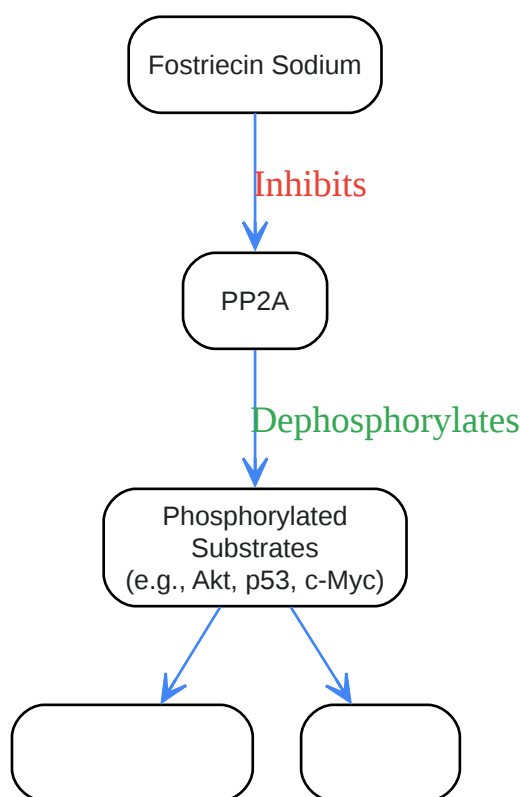 Fostriecin Sodium
Inhibits
PP2A
Dephosphorylates
Phosphorylated
Substrates
(e.g., Akt, p53, c-Myc)